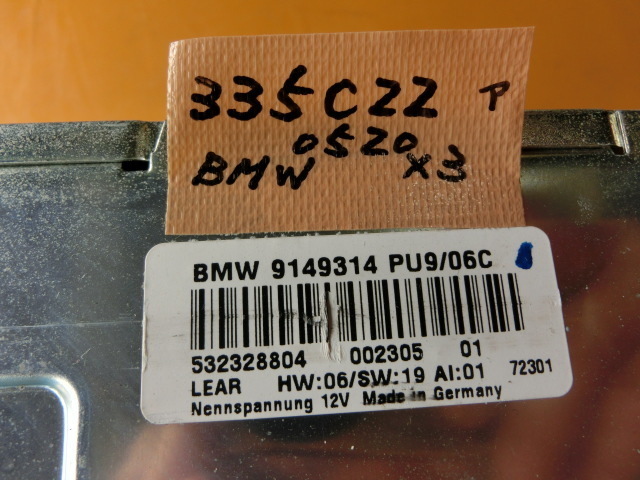 335C22 P
0520
BMW X3
BMW 9149314 PU9/06C
532328804 002305 01
LEAR HW:06/SW:19 AI:01 72301
Nennspannung 12V Made in Germany